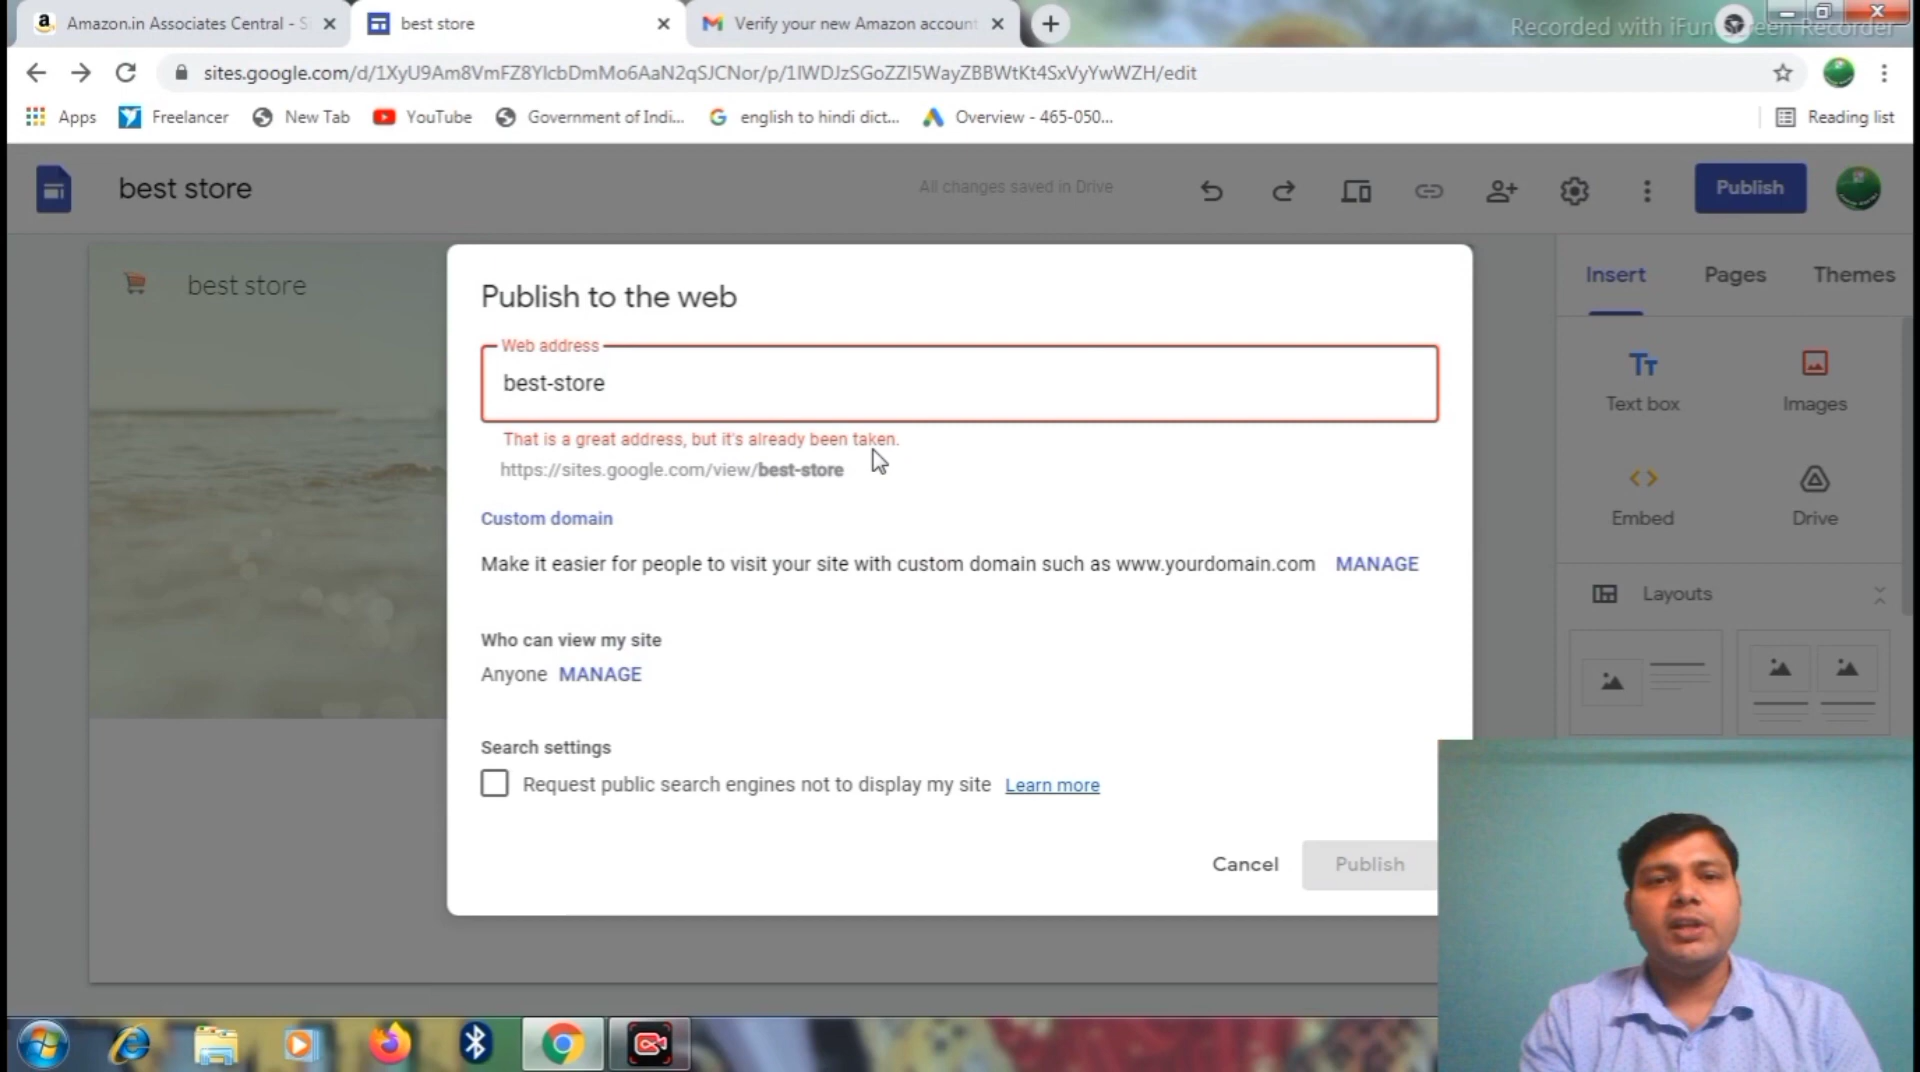 Amazon.in Associates Central - S
best store
Verify your new Amazon account
Recorded with iFun Screen Recorder
sites.google.com/d/1XyU9Am8VmFZ8YlcbDmMo6AaN2qSJCNor/p/1IWDJzSGoZZI5WayZBBWtKt4SxVyYwWZH/edit
Apps
Freelancer
New Tab
YouTube
Government of Indi...
english to hindi dict...
Overview - 465-050...
Reading list
best store
All changes saved in Drive
Publish
best store
Publish to the web
Web address
best-store
That is a great address, but it's already been taken.
https://sites.google.com/view/best-store
Custom domain
Make it easier for people to visit your site with custom domain such as www.yourdomain.com MANAGE
Who can view my site
Anyone MANAGE
Search settings
Request public search engines not to display my site Learn more
Cancel
Publish
Insert
Pages
Themes
Text box
Images
Embed
Drive
Layouts